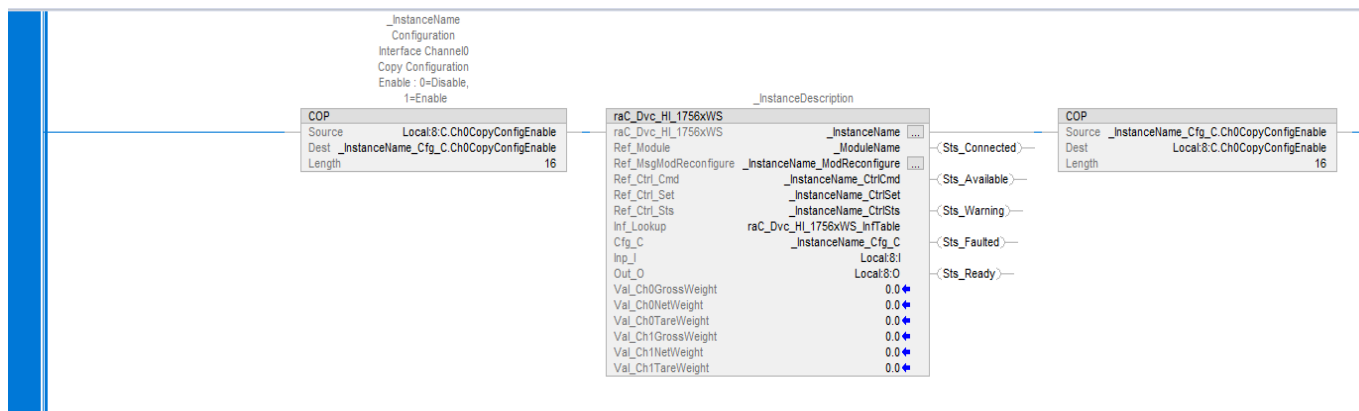 _InstanceName
Configuration
Interface Channel0
Copy Configuration
Enable : 0=Disable,
1=Enable
COP
Source Local:8:C.Ch0CopyConfigEnable
Dest _InstanceName_Cfg_C.Ch0CopyConfigEnable
Length 16
_InstanceDescription
raC_Dvc_HI_1756xWS
raC_Dvc_HI_1756xWS _InstanceName ...
Ref_Module _ModuleName (Sts_Connected)
Ref_MsgModReconfigure _InstanceName_ModReconfigure ...
Ref_Ctrl_Cmd _InstanceName_CtrlCmd (Sts_Available)
Ref_Ctrl_Set _InstanceName_CtrlSet
Ref_Ctrl_Sts _InstanceName_CtrlSts (Sts_Warning)
Inf_Lookup raC_Dvc_HI_1756xWS_InfTable
Cfg_C _InstanceName_Cfg_C (Sts_Faulted)
Inp_I Local:8:I
Out_O Local:8:O (Sts_Ready)
Val_Ch0GrossWeight 0.0
Val_Ch0NetWeight 0.0
Val_Ch0TareWeight 0.0
Val_Ch1GrossWeight 0.0
Val_Ch1NetWeight 0.0
Val_Ch1TareWeight 0.0
COP
Source _InstanceName_Cfg_C.Ch0CopyConfigEnable
Dest Local:8:C.Ch0CopyConfigEnable
Length 16